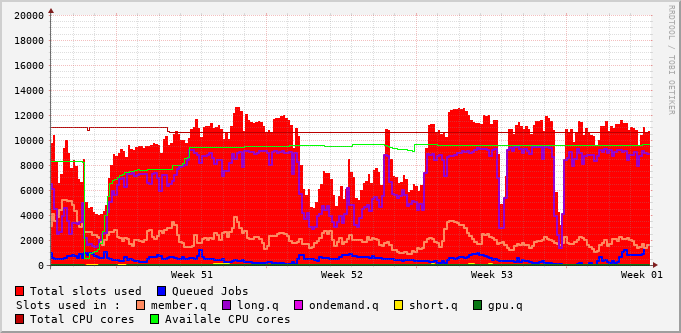 RRDTOOL / TOBI OETIKER
20000
18000
16000
14000
12000
10000
8000
6000
4000
2000
0
Week 51 Week 52 Week 53 Week 01
Total slots used Queued Jobs
Slots used in : member.q long.q ondemand.q short.q gpu.q
Total CPU cores Availale CPU cores